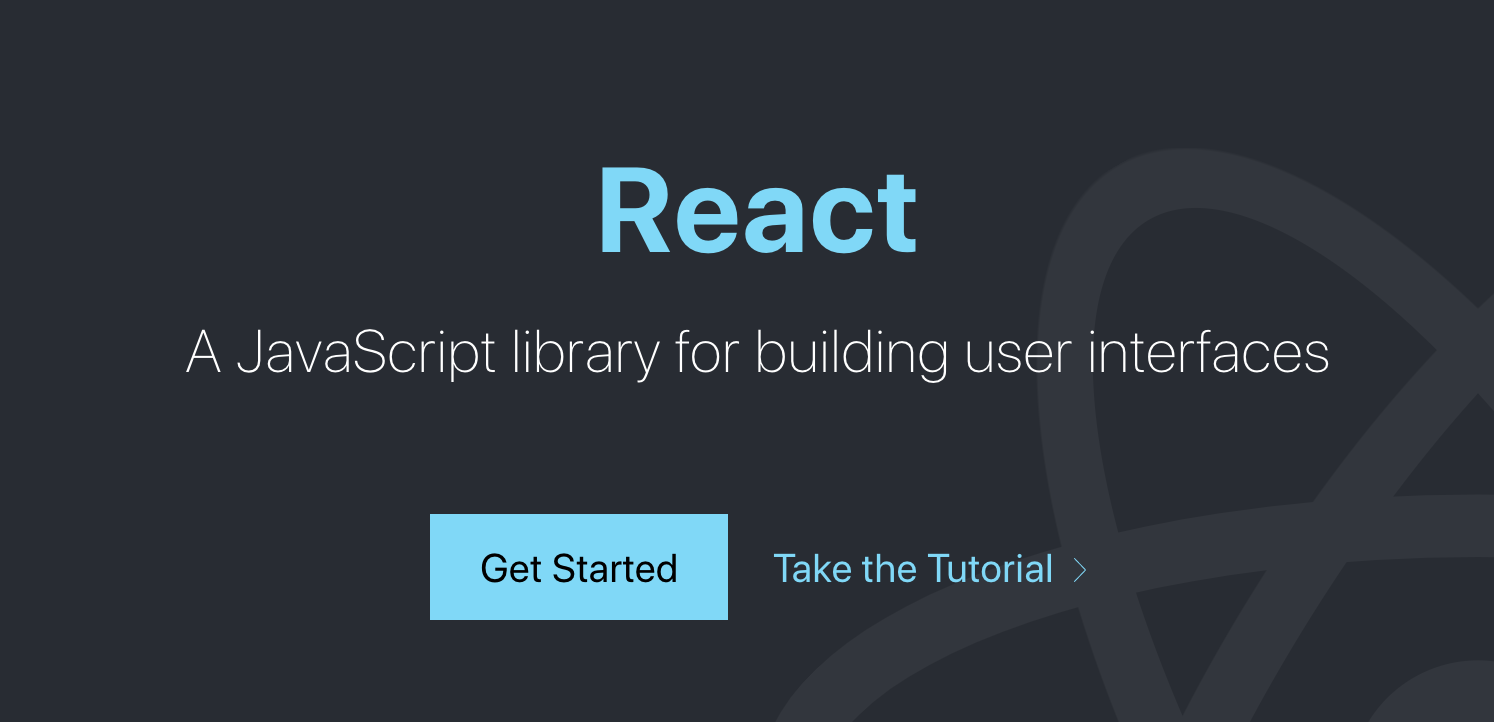 React
A JavaScript library for building user interfaces
Get Started
Take the Tutorial